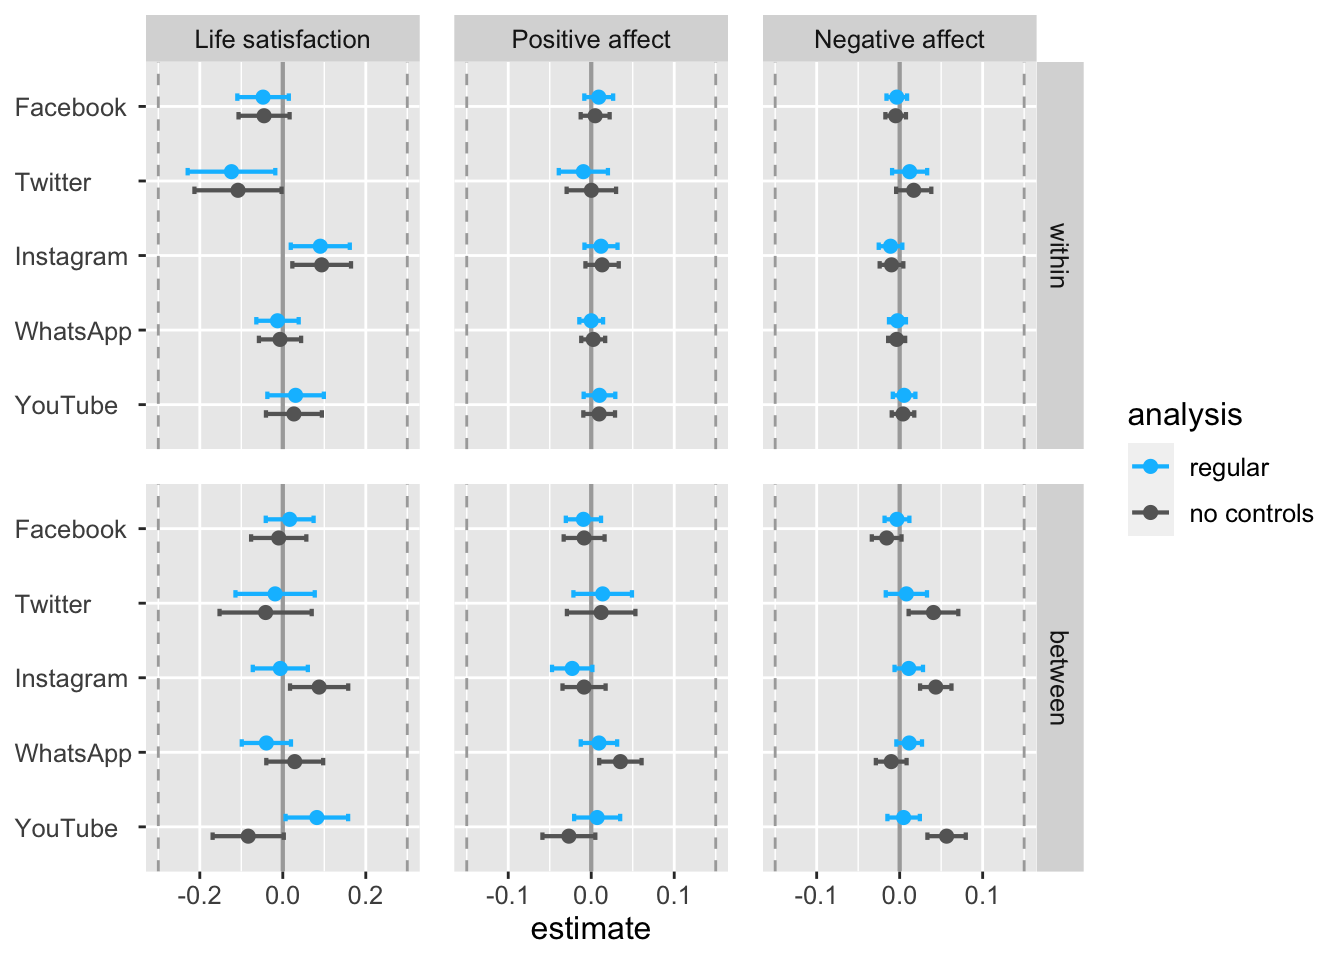 Life satisfaction Positive affect Negative affect
Facebook
Twitter
Instagram
WhatsApp
YouTube
within
Facebook
Twitter
Instagram
WhatsApp
YouTube
between
-0.2 0.0 0.2 -0.1 0.0 0.1 -0.1 0.0 0.1
estimate
analysis
regular
no controls